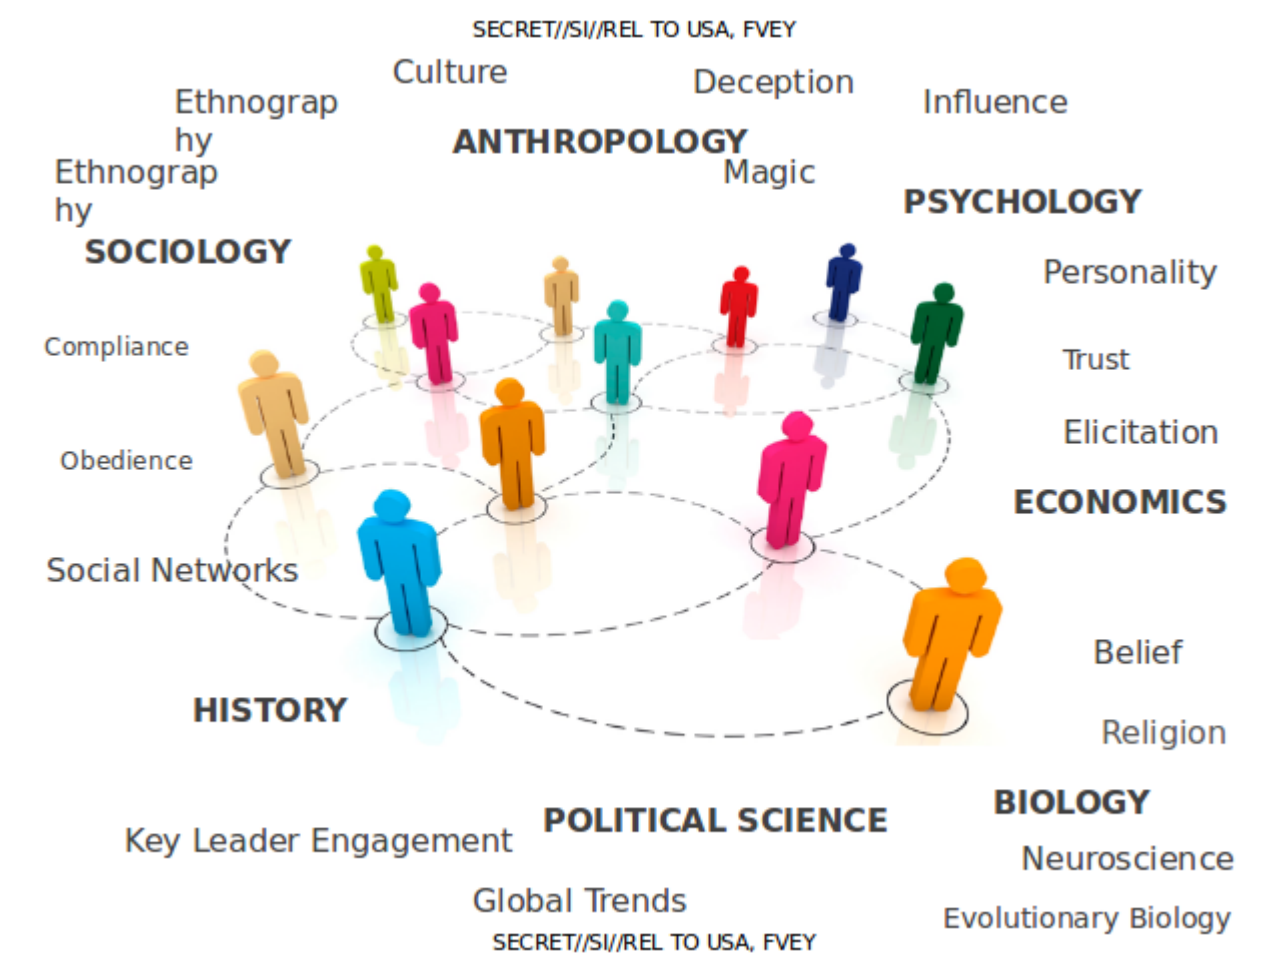 SECRET//SI//REL TO USA, FVEY
Culture
Deception
Influence
Ethnograp
hy
ANTHROPOLOGY
Magic
Ethnograp
hy
PSYCHOLOGY
SOCIOLOGY
Personality
Compliance
Trust
Elicitation
Obedience
ECONOMICS
Social Networks
Belief
HISTORY
Religion
BIOLOGY
POLITICAL SCIENCE
Key Leader Engagement
Neuroscience
Global Trends
Evolutionary Biology
SECRET//SI//REL TO USA, FVEY